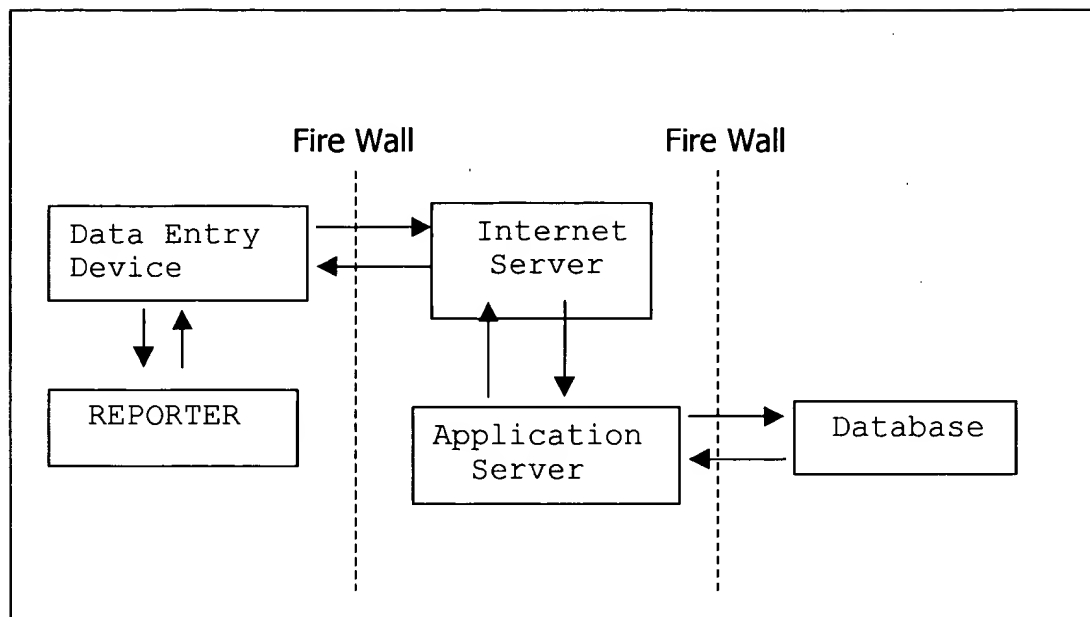 Fire Wall
Fire Wall
Data Entry
Device
Internet
Server
REPORTER
Application
Server
Database